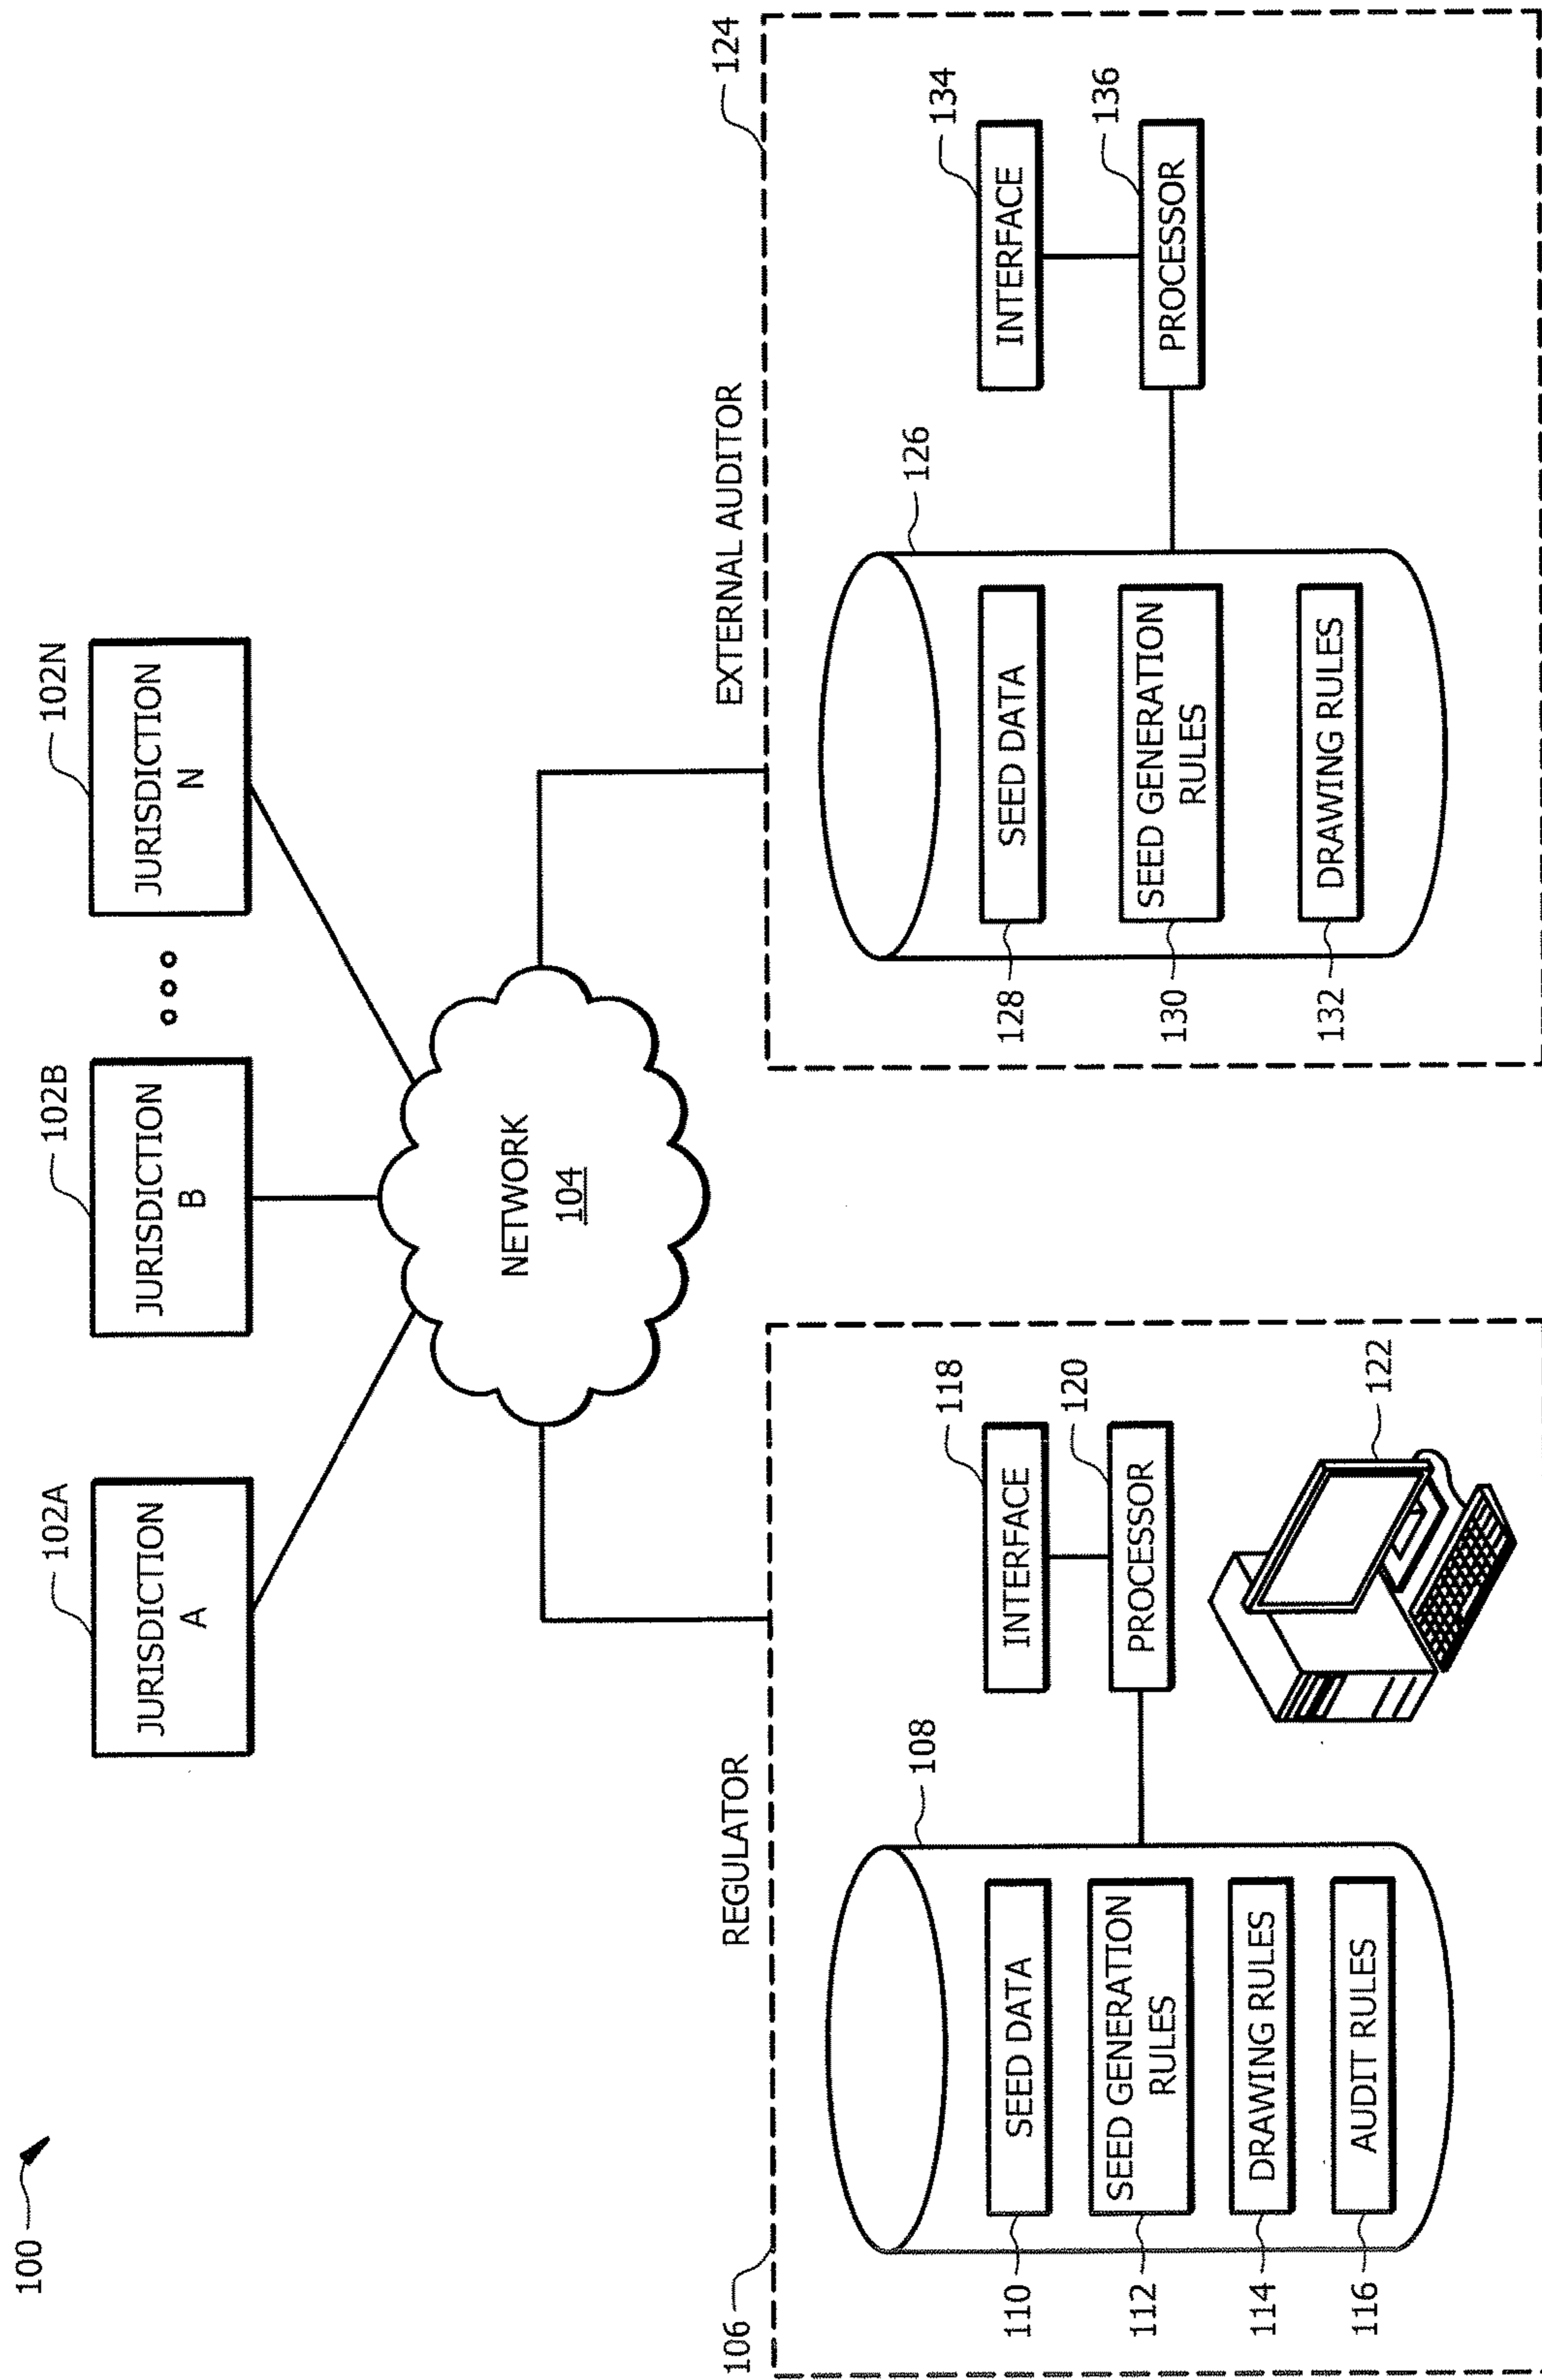 100
102A
JURISDICTION
A
102B
JURISDICTION
B
102N
JURISDICTION
N
NETWORK
104
REGULATOR
106
108
110
SEED DATA
112
SEED GENERATION
RULES
114
DRAWING RULES
116
AUDIT RULES
118
INTERFACE
120
PROCESSOR
122
EXTERNAL AUDITOR
124
126
128
SEED DATA
130
SEED GENERATION
RULES
132
DRAWING RULES
134
INTERFACE
136
PROCESSOR